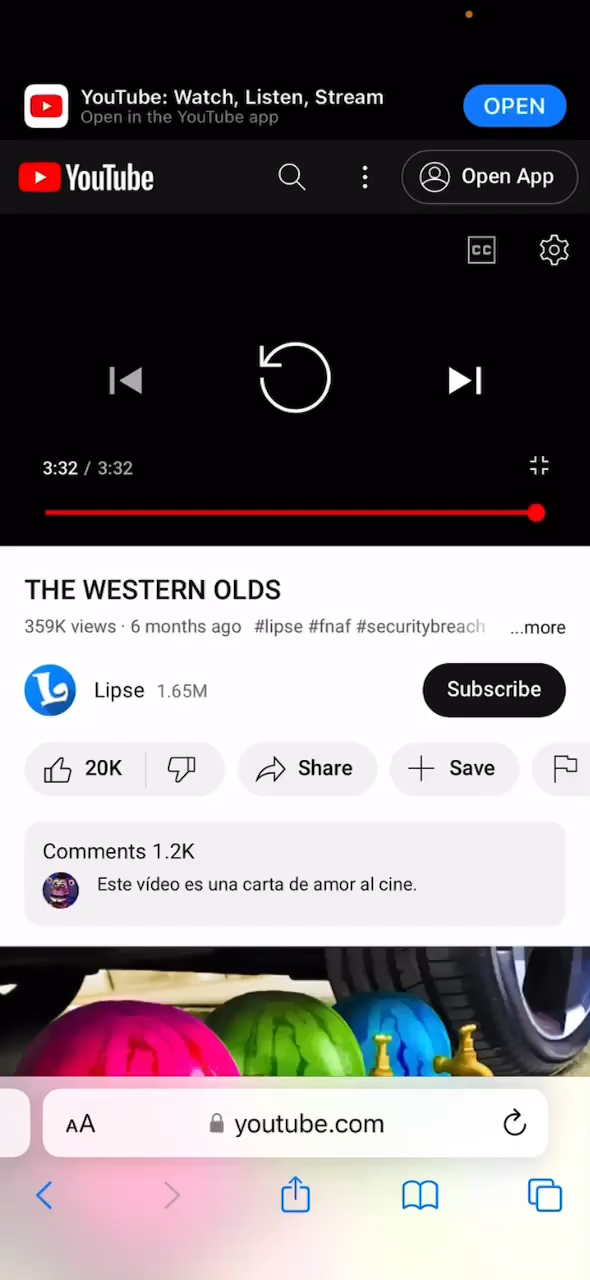 YouTube: Watch, Listen, Stream
Open in the YouTube app
OPEN
YouTube
Open App
CC
3:32 / 3:32
THE WESTERN OLDS
359K views · 6 months ago #lipse #fnaf #securitybreach ...more
Lipse 1.65M
Subscribe
20K
Share
Save
Comments 1.2K
Este vídeo es una carta de amor al cine.
AA
youtube.com